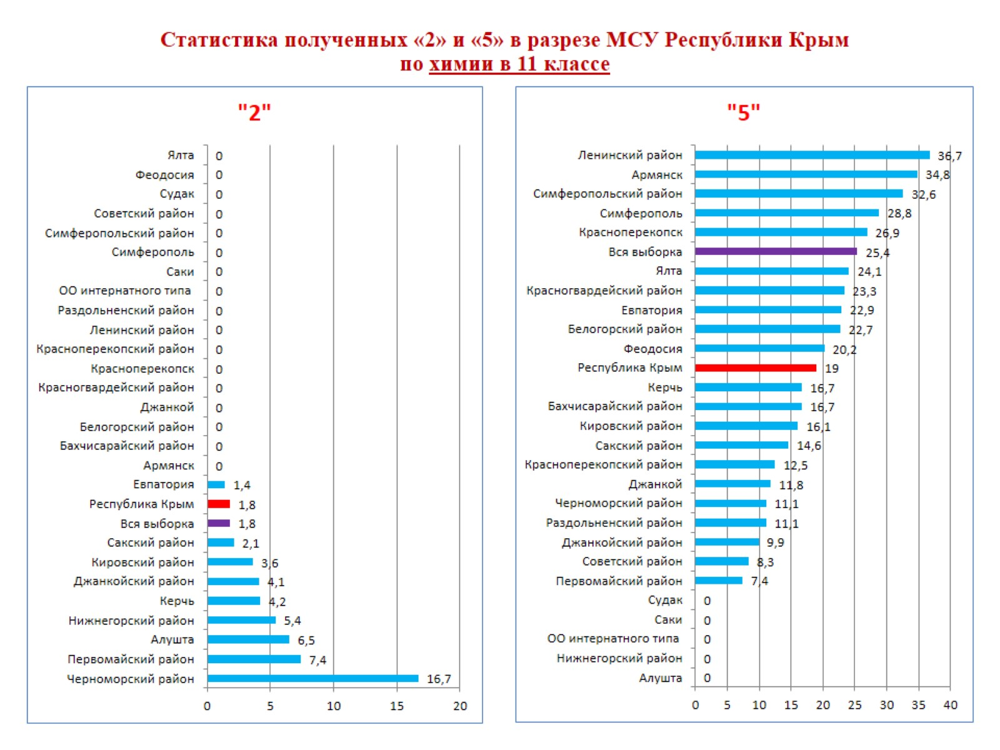 Статистика полученных «2» и «5» в разрезе МСУ Республики Крым
по химии в 11 классе
"2"
Ялта 0
Феодосия 0
Судак 0
Советский район 0
Симферопольский район 0
Симферополь 0
Саки 0
ОО интернатного типа 0
Раздольненский район 0
Ленинский район 0
Красноперекопский район 0
Красноперекопск 0
Красногвардейский район 0
Джанкой 0
Белогорский район 0
Бахчисарайский район 0
Армянск 0
Евпатория 1,4
Республика Крым 1,8
Вся выборка 1,8
Сакский район 2,1
Кировский район 3,6
Джанкойский район 4,1
Керчь 4,2
Нижнегорский район 5,4
Алушта 6,5
Первомайский район 7,4
Черноморский район 16,7
0 5 10 15 20
"5"
Ленинский район 36,7
Армянск 34,8
Симферопольский район 32,6
Симферополь 28,8
Красноперекопск 26,9
Вся выборка 25,4
Ялта 24,1
Красногвардейский район 23,3
Евпатория 22,9
Белогорский район 22,7
Феодосия 20,2
Республика Крым 19
Керчь 16,7
Бахчисарайский район 16,7
Кировский район 16,1
Сакский район 14,6
Красноперекопский район 12,5
Джанкой 11,8
Черноморский район 11,1
Раздольненский район 11,1
Джанкойский район 9,9
Советский район 8,3
Первомайский район 7,4
Судак 0
Саки 0
ОО интернатного типа 0
Нижнегорский район 0
Алушта 0
0 5 10 15 20 25 30 35 40